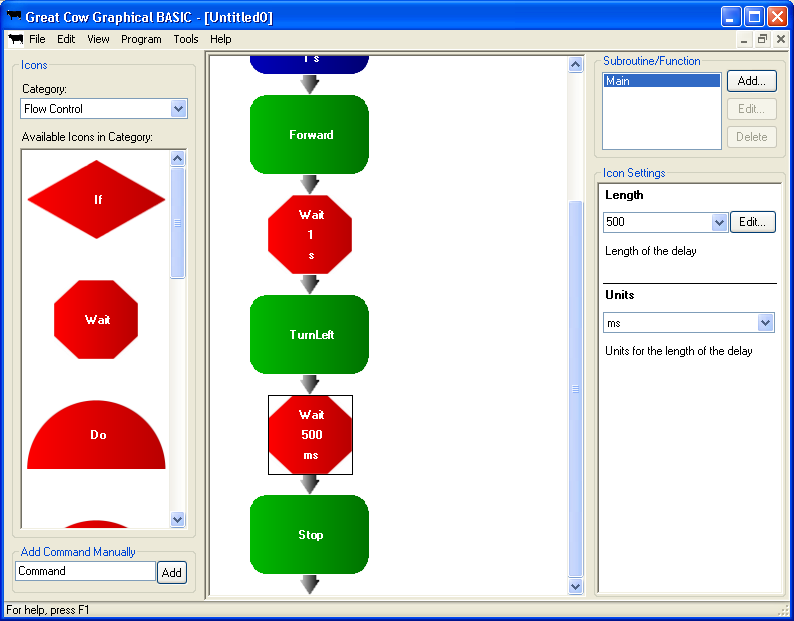 Great Cow Graphical BASIC - [Untitled0]
File Edit View Program Tools Help
Icons
Category:
Flow Control
Available Icons in Category:
If
Wait
Do
Add Command Manually
Command
Add
1 s
Forward
Wait
1
s
TurnLeft
Wait
500
ms
Stop
Subroutine/Function
Main
Add...
Edit...
Delete
Icon Settings
Length
500
Edit...
Length of the delay
Units
ms
Units for the length of the delay
For help, press F1